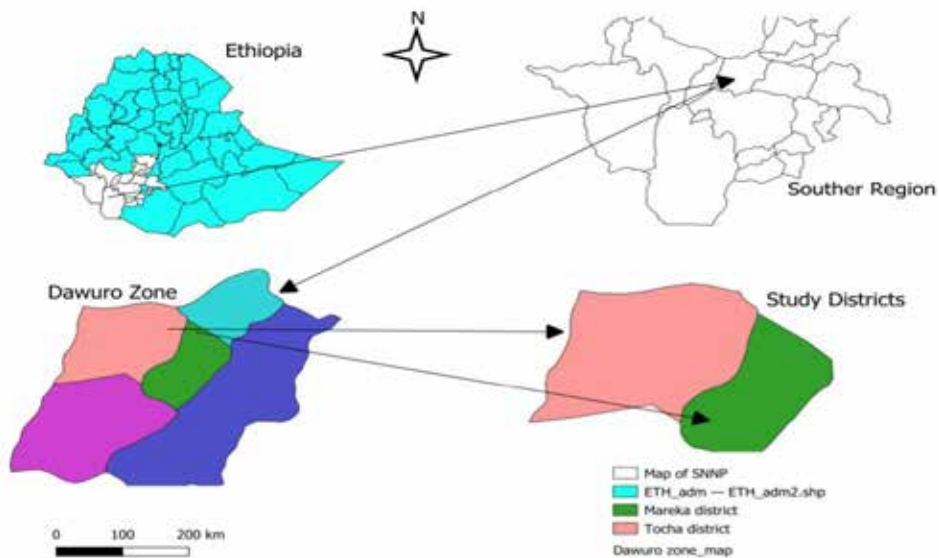 Ethiopia
N
Souther Region
Dawuro Zone
Study Districts
Map of SNNP
ETH_adm — ETH_adm2.shp
Mareka district
Tocha district
Dawuro zone_map
0 100 200 km